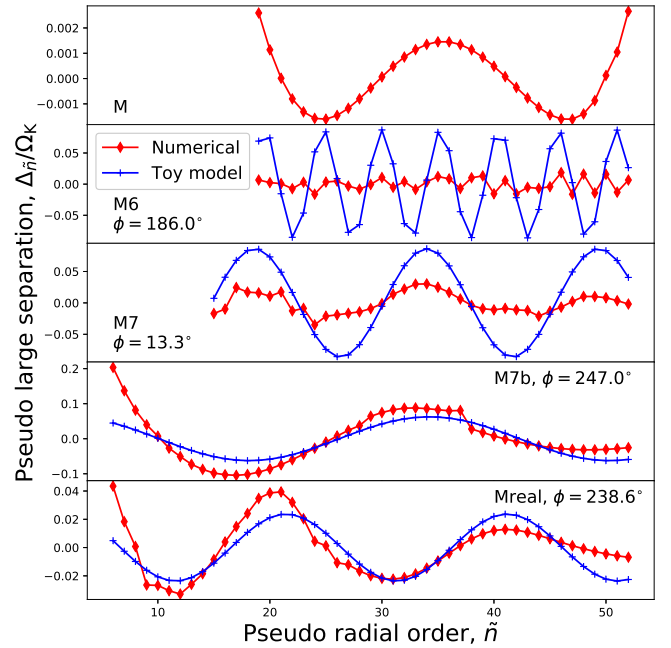 Pseudo large separation, Δ_ñ/Ω_K
0.002
0.001
0.000
−0.001
M
0.05
0.00
−0.05
Numerical
Toy model
M6
ϕ = 186.0°
0.05
0.00
−0.05
M7
ϕ = 13.3°
0.2
0.1
0.0
−0.1
M7b, ϕ = 247.0°
0.04
0.02
0.00
−0.02
Mreal, ϕ = 238.6°
10 20 30 40 50
Pseudo radial order, ñ